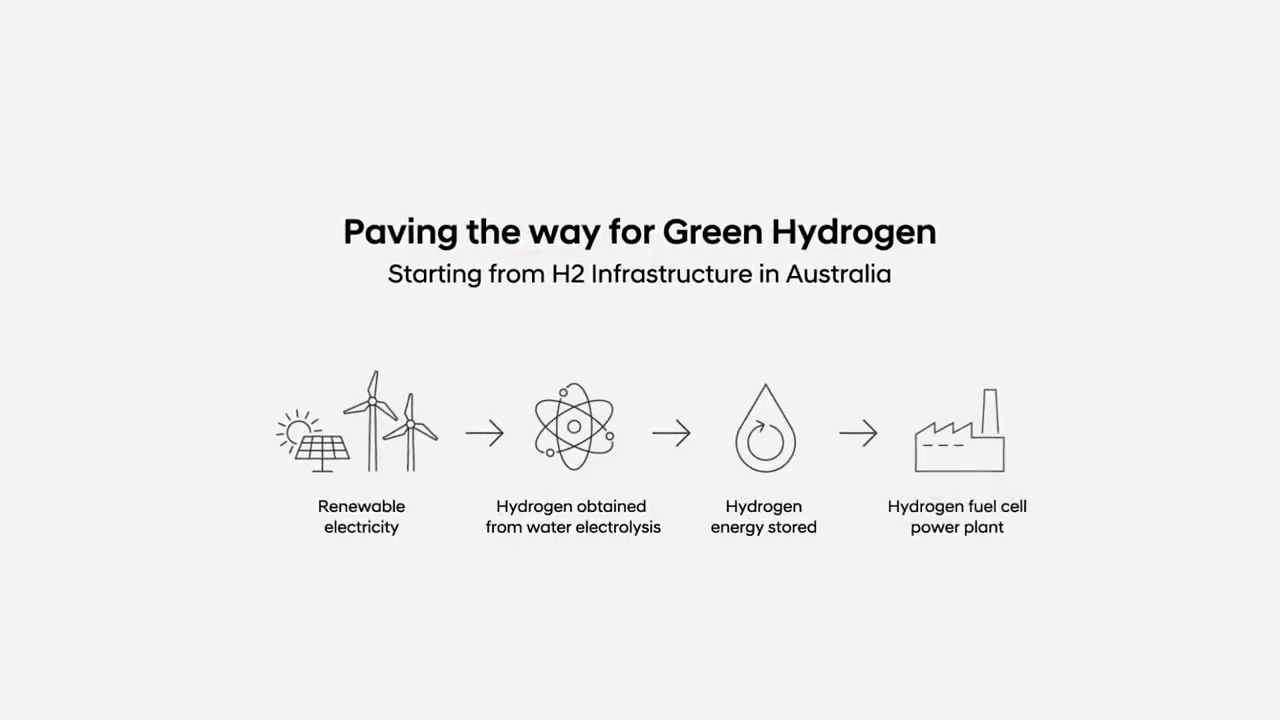 Paving the way for Green Hydrogen
Starting from H2 Infrastructure in Australia
Renewable
electricity
Hydrogen obtained
from water electrolysis
Hydrogen
energy stored
Hydrogen fuel cell
power plant